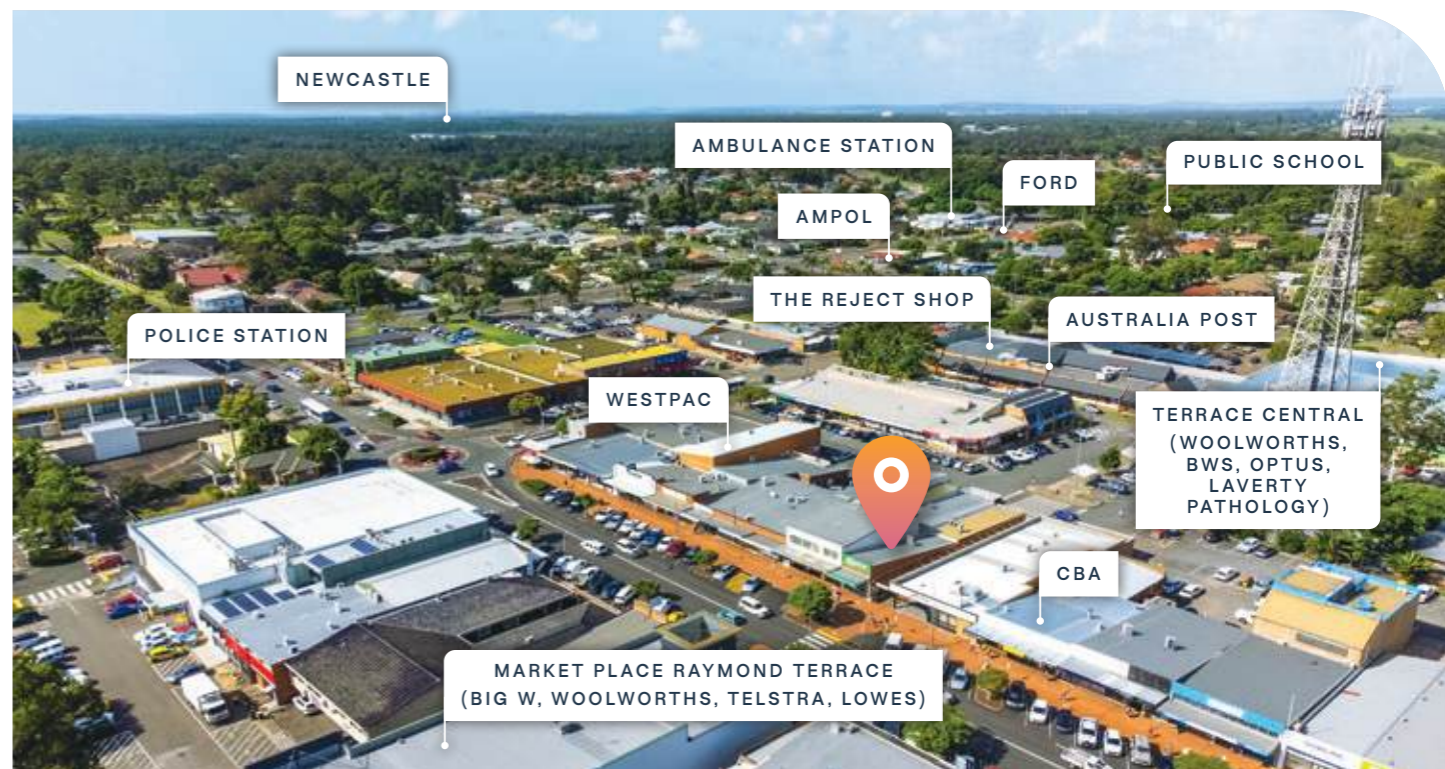 NEWCASTLE
AMBULANCE STATION
PUBLIC SCHOOL
FORD
AMPOL
THE REJECT SHOP
AUSTRALIA POST
POLICE STATION
WESTPAC
TERRACE CENTRAL
(WOOLWORTHS,
BWS, OPTUS,
LAVERTY
PATHOLOGY)
CBA
MARKET PLACE RAYMOND TERRACE
(BIG W, WOOLWORTHS, TELSTRA, LOWES)